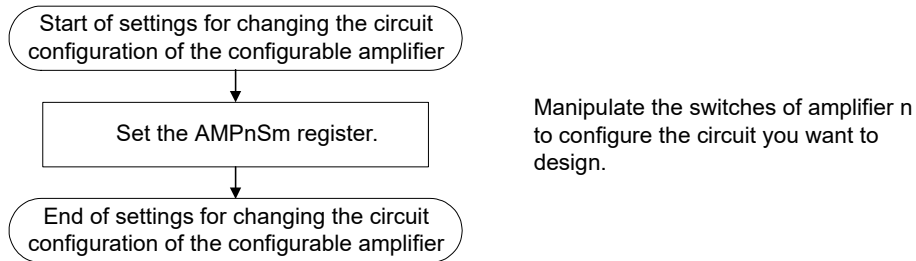 Start of settings for changing the circuit
configuration of the configurable amplifier
Set the AMPnSm register.
Manipulate the switches of amplifier n
to configure the circuit you want to
design.
End of settings for changing the circuit
configuration of the configurable amplifier